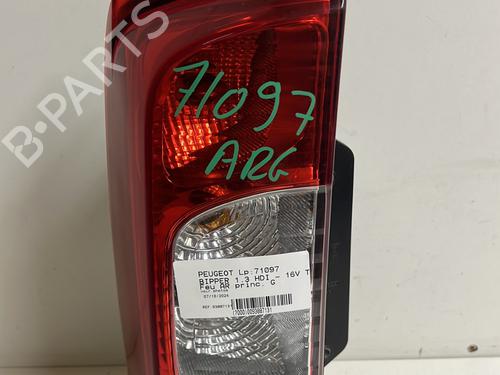 B-PARTS
71097
ARG
PEUGEOT Lp:71097
BIPPER 1.3 HDI - 16V T
Feu AR princ. G
07/10/2024